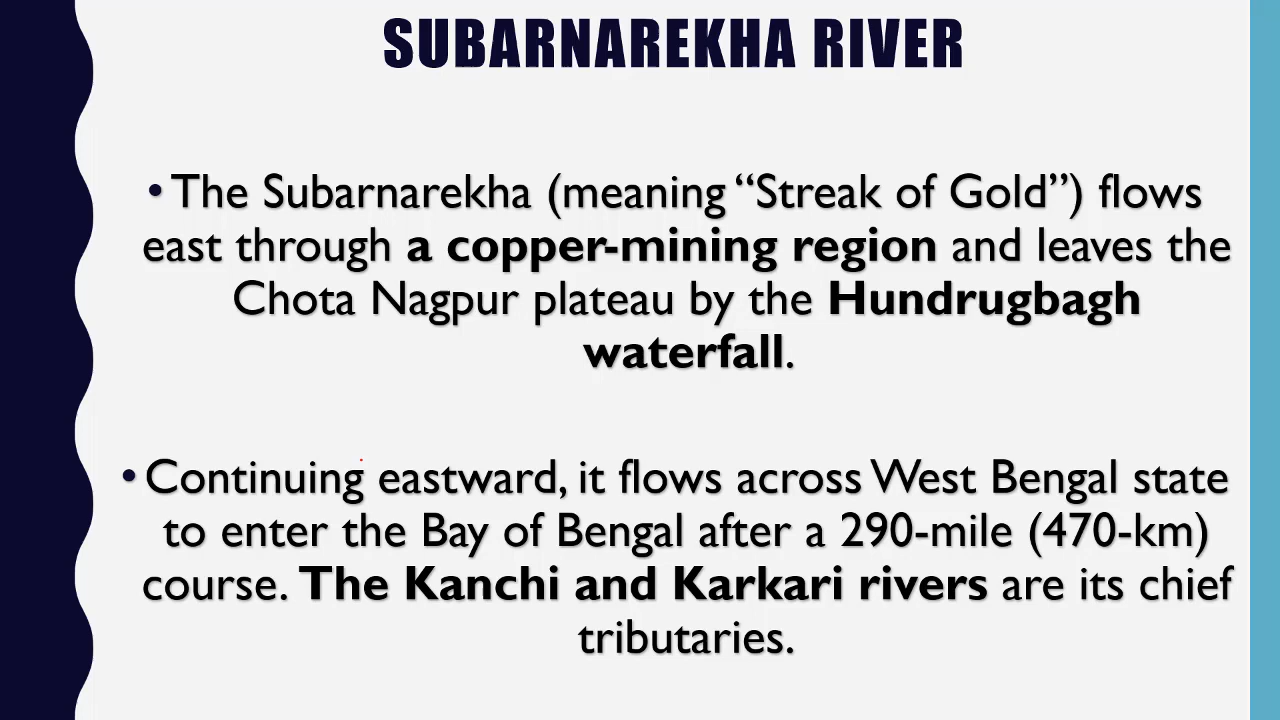 SUBARNAREKHA RIVER
• The Subarnarekha (meaning “Streak of Gold”) flows
east through a copper-mining region and leaves the
Chota Nagpur plateau by the Hundrugbagh
waterfall.
• Continuing eastward, it flows across West Bengal state
to enter the Bay of Bengal after a 290-mile (470-km)
course. The Kanchi and Karkari rivers are its chief
tributaries.